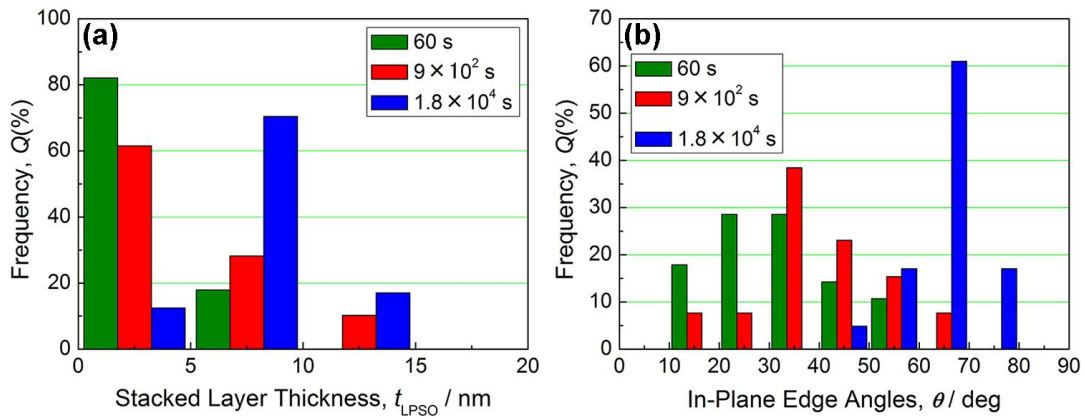 (a)
60 s
9×10² s
1.8×10⁴ s
100
80
60
40
20
0
Frequency, Q(%)
0 5 10 15 20
Stacked Layer Thickness, tLPSO / nm
(b)
60 s
9×10² s
1.8×10⁴ s
70
60
50
40
30
20
10
0
Frequency, Q(%)
0 10 20 30 40 50 60 70 80 90
In-Plane Edge Angles, θ / deg